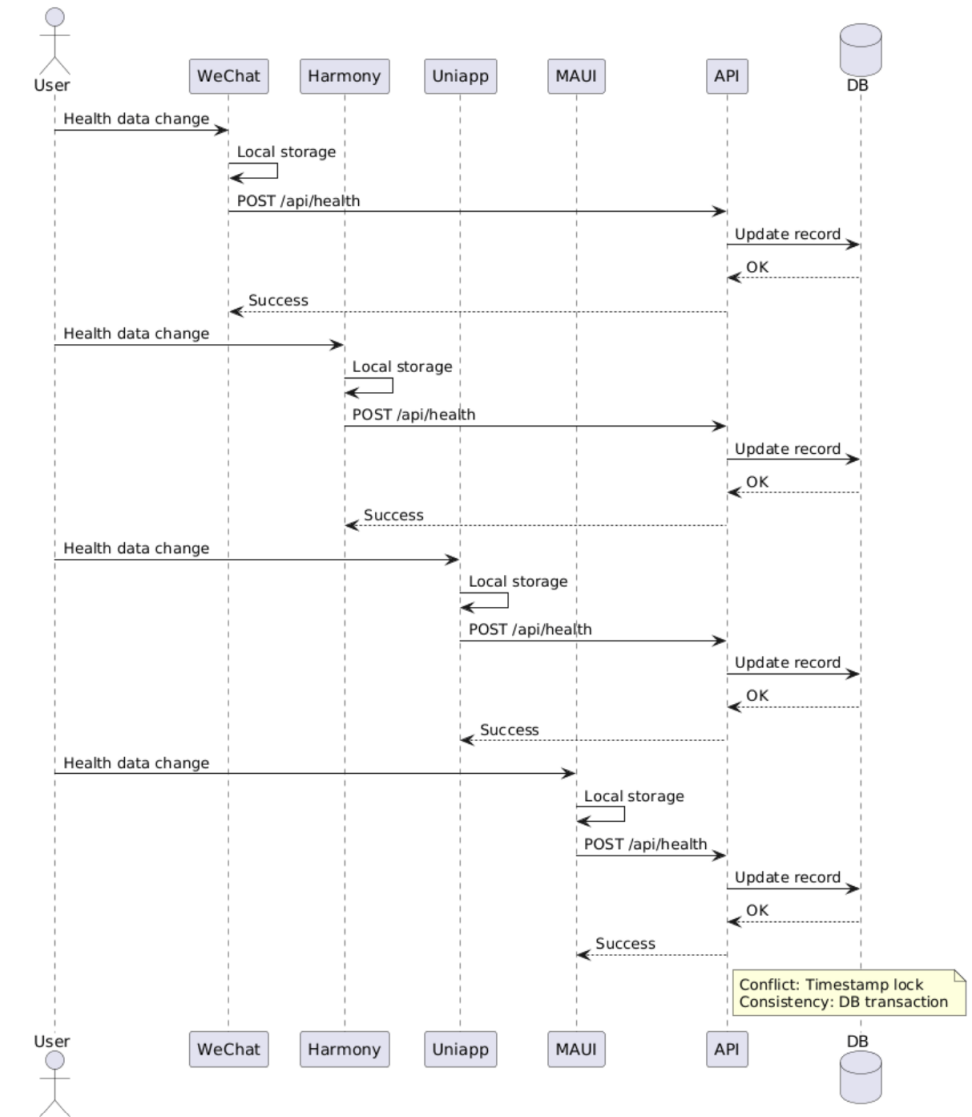 User
WeChat
Harmony
Uniapp
MAUI
API
DB
Health data change
Local storage
POST /api/health
Update record
OK
Success
Health data change
Local storage
POST /api/health
Update record
OK
Success
Health data change
Local storage
POST /api/health
Update record
OK
Success
Health data change
Local storage
POST /api/health
Update record
OK
Success
Conflict: Timestamp lock
Consistency: DB transaction
User
WeChat
Harmony
Uniapp
MAUI
API
DB